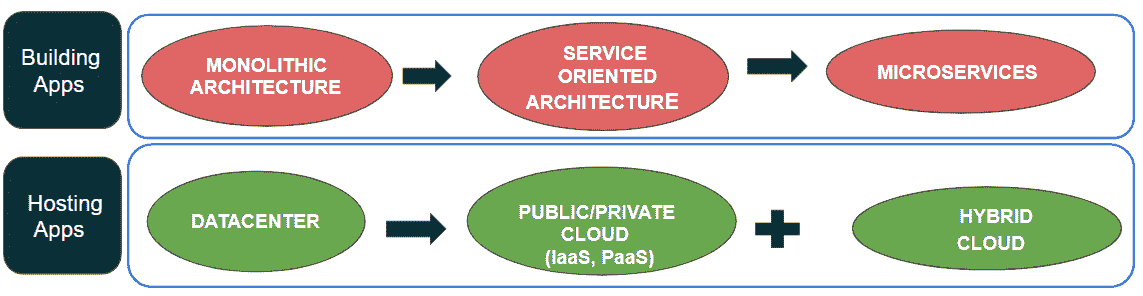 Building
Apps
MONOLITHIC
ARCHITECTURE
SERVICE
ORIENTED
ARCHITECTURE
MICROSERVICES
Hosting
Apps
DATACENTER
PUBLIC/PRIVATE
CLOUD
(IaaS, PaaS)
HYBRID
CLOUD